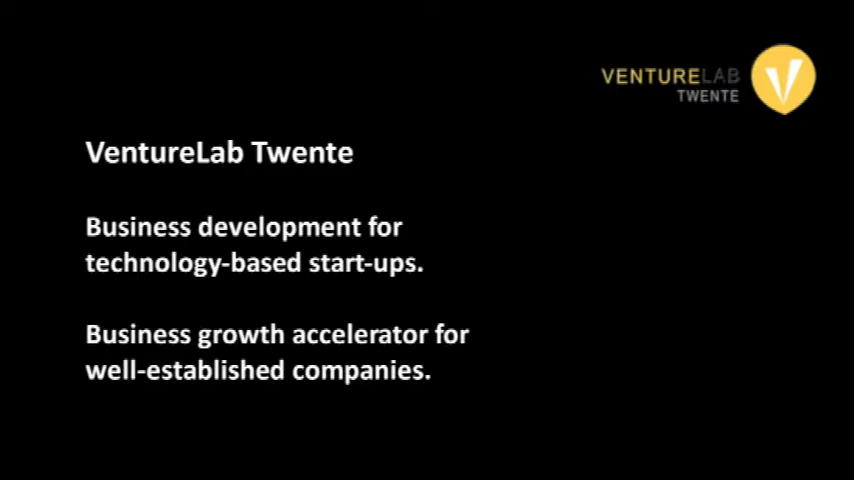 VENTURELAB
TWENTE
VentureLab Twente
Business development for
technology-based start-ups.
Business growth accelerator for
well-established companies.